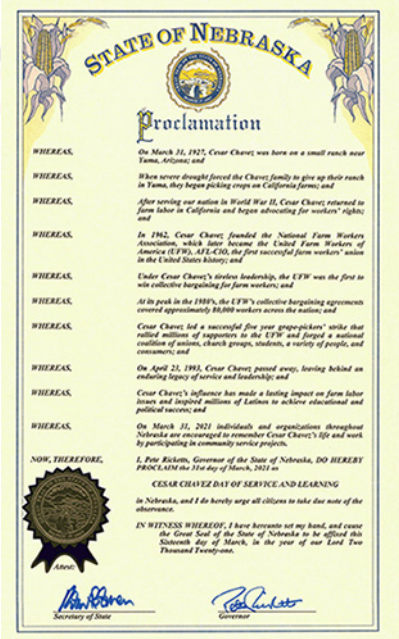 STATE OF NEBRASKA
Proclamation
WHEREAS, On March 31, 1927, Cesar Chavez was born on a small ranch near
Yuma, Arizona; and
WHEREAS, When severe drought forced the Chavez family to give up their ranch
in Yuma, they began picking crops on California farms; and
WHEREAS, After serving our nation in World War II, Cesar Chavez returned to
farm labor in California and began advocating for workers' rights;
and
WHEREAS, In 1962, Cesar Chavez founded the National Farm Workers
Association, which later became the United Farm Workers of
America (UFW), AFL-CIO, the first successful farm workers' union
in the United States history; and
WHEREAS, Under Cesar Chavez's tireless leadership, the UFW was the first to
win collective bargaining for farm workers; and
WHEREAS, At its peak in the 1980's, the UFW's collective bargaining agreements
covered approximately 80,000 workers across the nation; and
WHEREAS, Cesar Chavez led a successful five year grape-pickers' strike that
rallied millions of supporters to the UFW and forged a national
coalition of unions, church groups, students, a variety of people, and
consumers; and
WHEREAS, On April 23, 1993, Cesar Chavez passed away, leaving behind an
enduring legacy of service and leadership; and
WHEREAS, Cesar Chavez's influence has made a lasting impact on farm labor
issues and inspired millions of Latinos to achieve educational and
political success; and
WHEREAS, On March 31, 2021 individuals and organizations throughout
Nebraska are encouraged to remember Cesar Chavez's life and work
by participating in community service projects.
NOW, THEREFORE, I, Pete Ricketts, Governor of the State of Nebraska, DO HEREBY
PROCLAIM the 31st day of March, 2021 as
CESAR CHAVEZ DAY OF SERVICE AND LEARNING
in Nebraska, and I do hereby urge all citizens to take due note of the
observance.
IN WITNESS WHEREOF, I have hereunto set my hand, and cause
the Great Seal of the State of Nebraska to be affixed this
Sixteenth day of March, in the year of our Lord Two
Thousand Twenty-one.
Attest:
Secretary of State
Governor